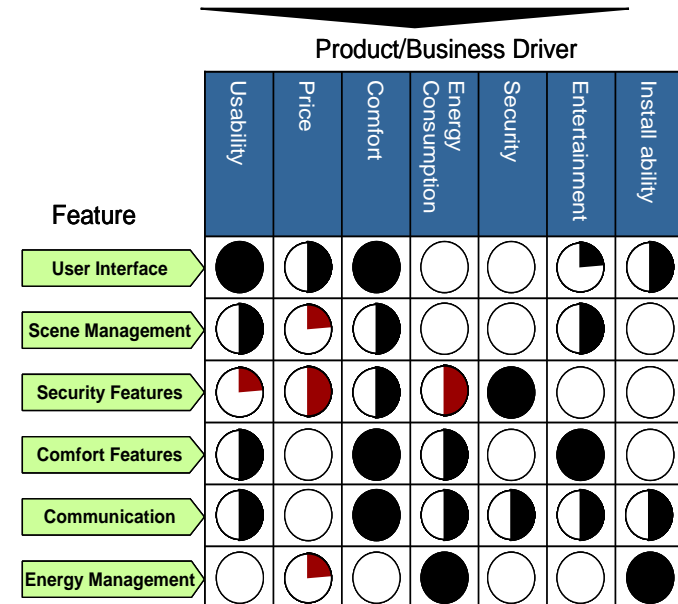 Product/Business Driver
Usability
Price
Comfort
Energy
Consumption
Security
Entertainment
Install ability
Feature
User Interface
Scene Management
Security Features
Comfort Features
Communication
Energy Management